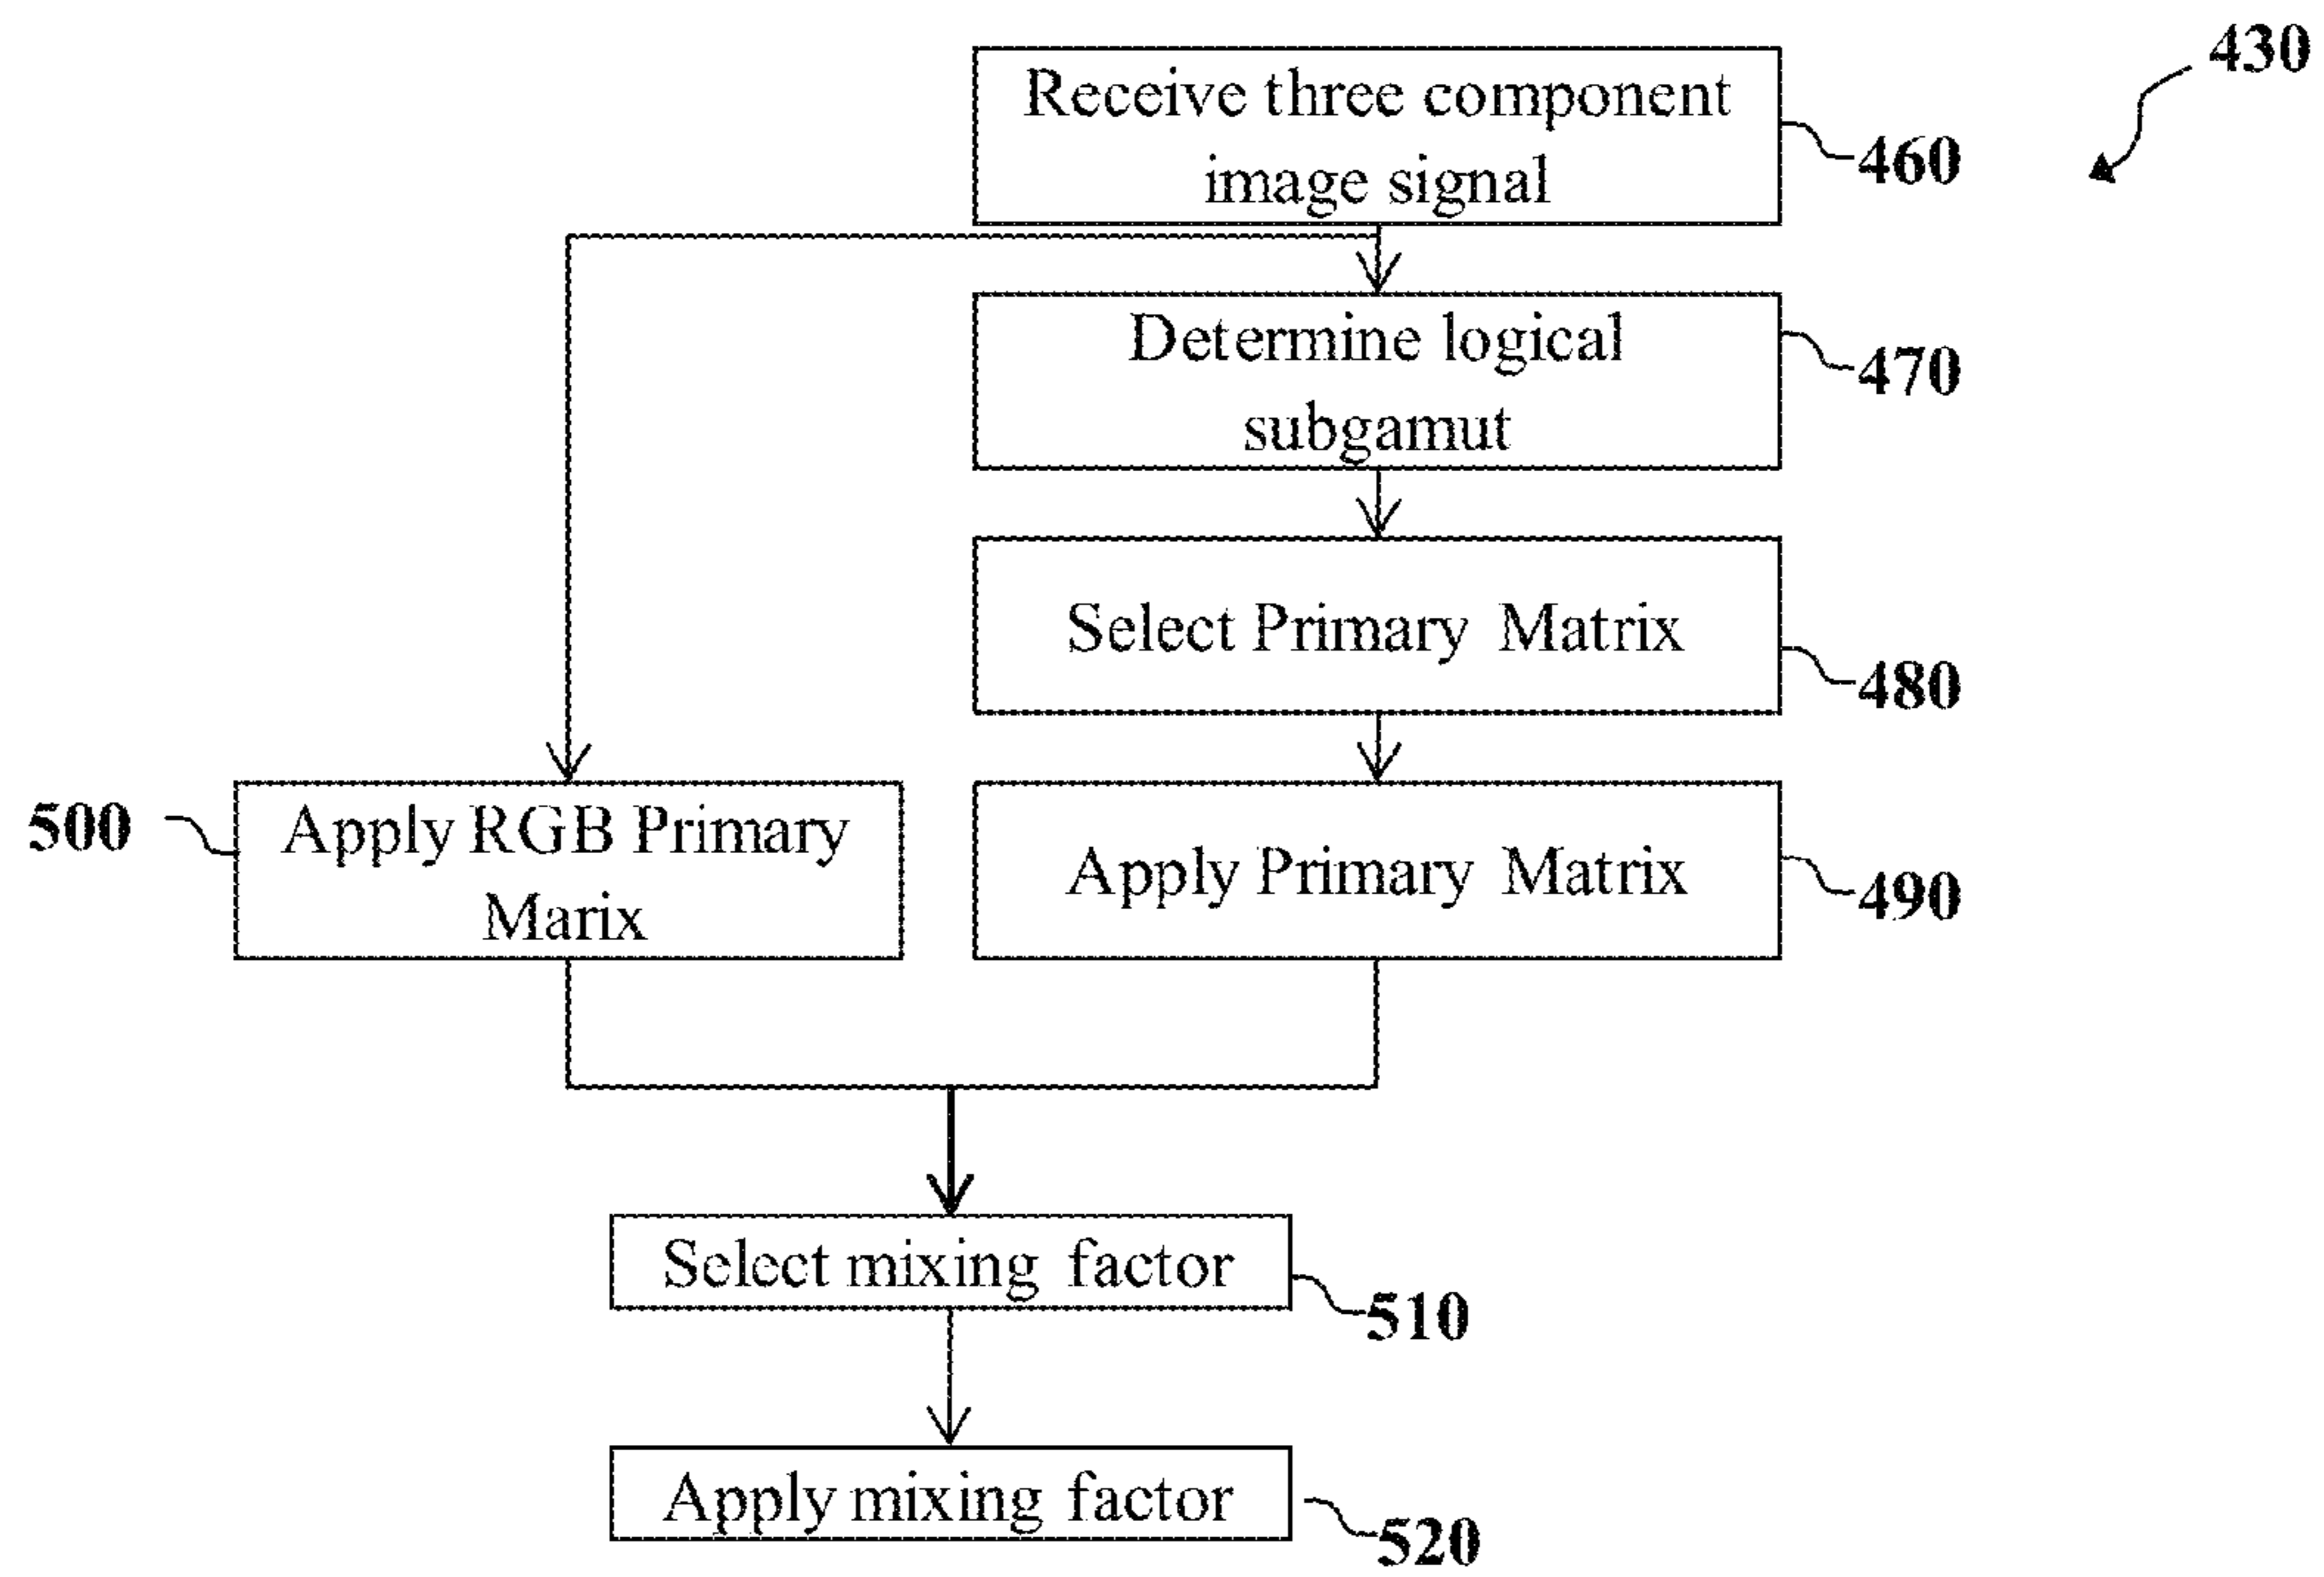 430
Receive three component
image signal
460
Determine logical
subgamut
470
Select Primary Matrix
480
500
Apply RGB Primary
Marix
Apply Primary Matrix
490
Select mixing factor
510
Apply mixing factor
520